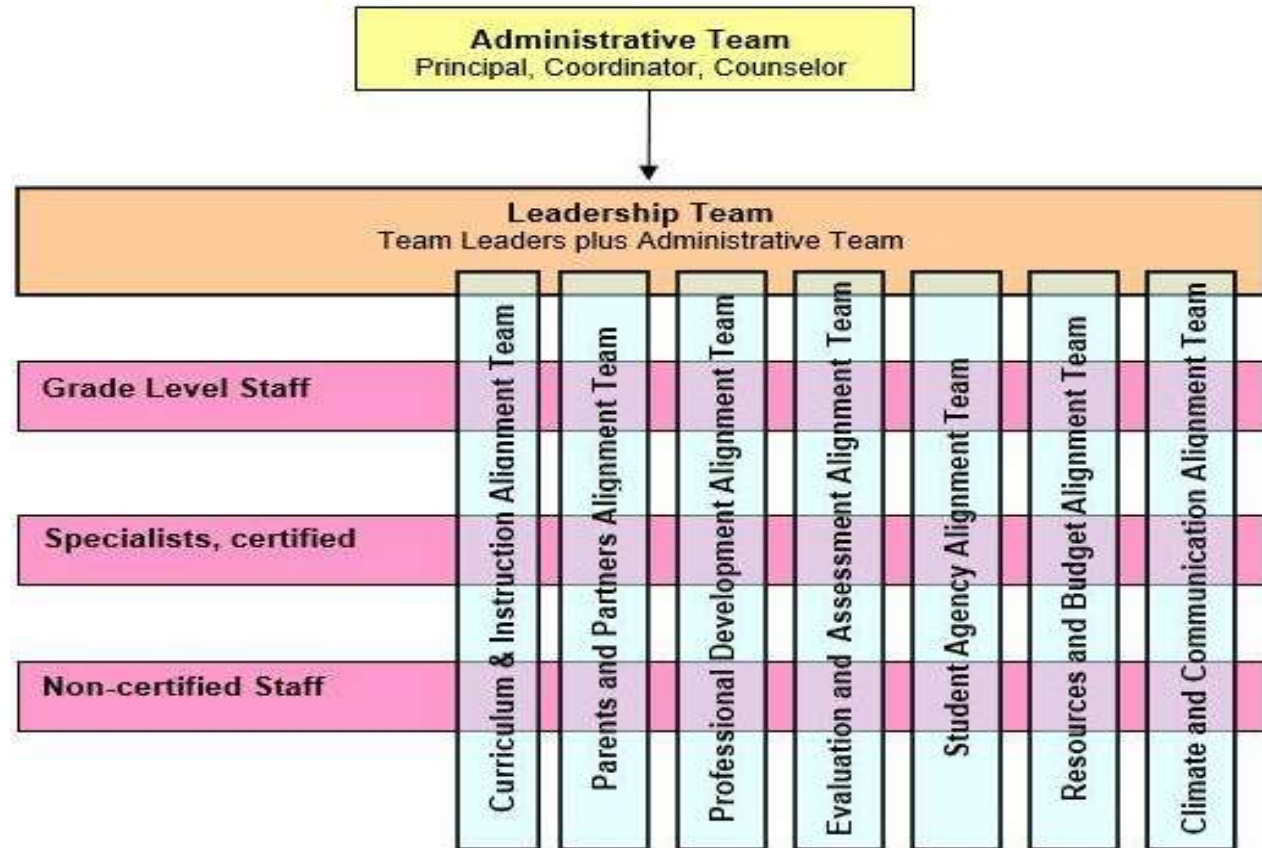 Administrative Team
Principal, Coordinator, Counselor
Leadership Team
Team Leaders plus Administrative Team
Grade Level Staff
Specialists, certified
Non-certified Staff
Curriculum & Instruction Alignment Team
Parents and Partners Alignment Team
Professional Development Alignment Team
Evaluation and Assessment Alignment Team
Student Agency Alignment Team
Resources and Budget Alignment Team
Climate and Communication Alignment Team